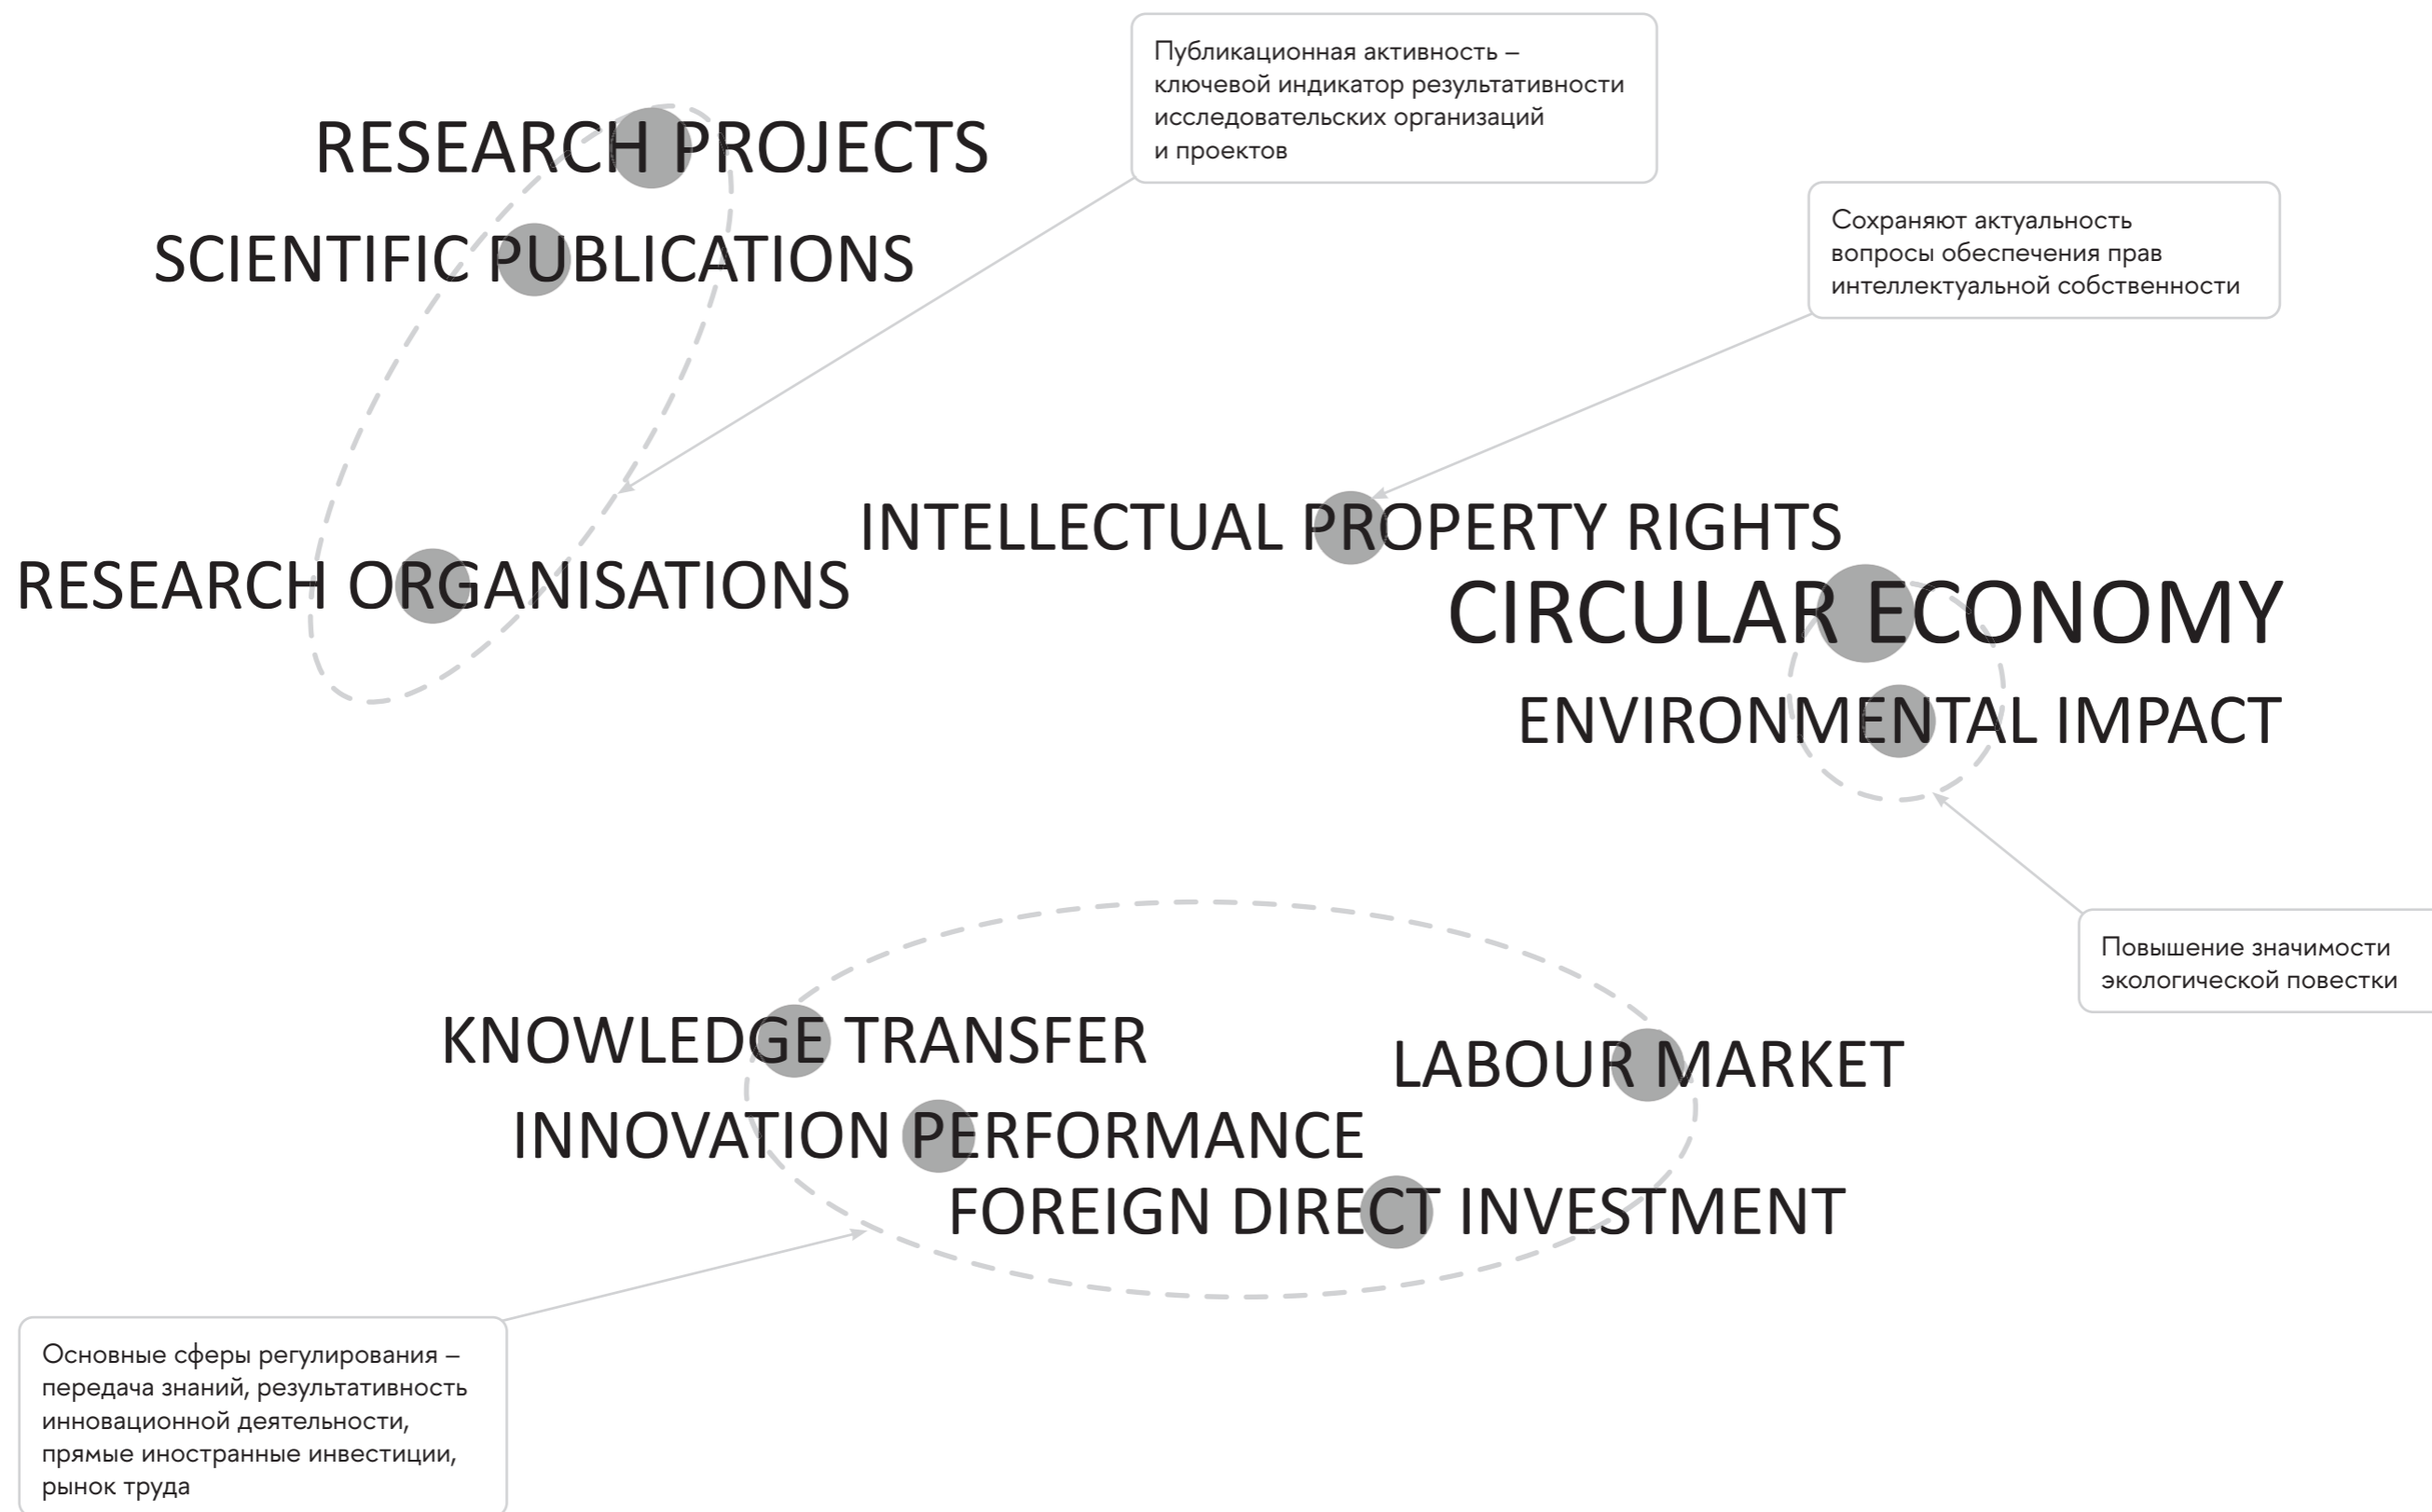 Публикационная активность –
ключевой индикатор результативности
исследовательских организаций
и проектов
RESEARCH PROJECTS
SCIENTIFIC PUBLICATIONS
Сохраняют актуальность
вопросы обеспечения прав
интеллектуальной собственности
INTELLECTUAL PROPERTY RIGHTS
RESEARCH ORGANISATIONS
CIRCULAR ECONOMY
ENVIRONMENTAL IMPACT
Повышение значимости
экологической повестки
KNOWLEDGE TRANSFER
LABOUR MARKET
INNOVATION PERFORMANCE
FOREIGN DIRECT INVESTMENT
Основные сферы регулирования –
передача знаний, результативность
инновационной деятельности,
прямые иностранные инвестиции,
рынок труда